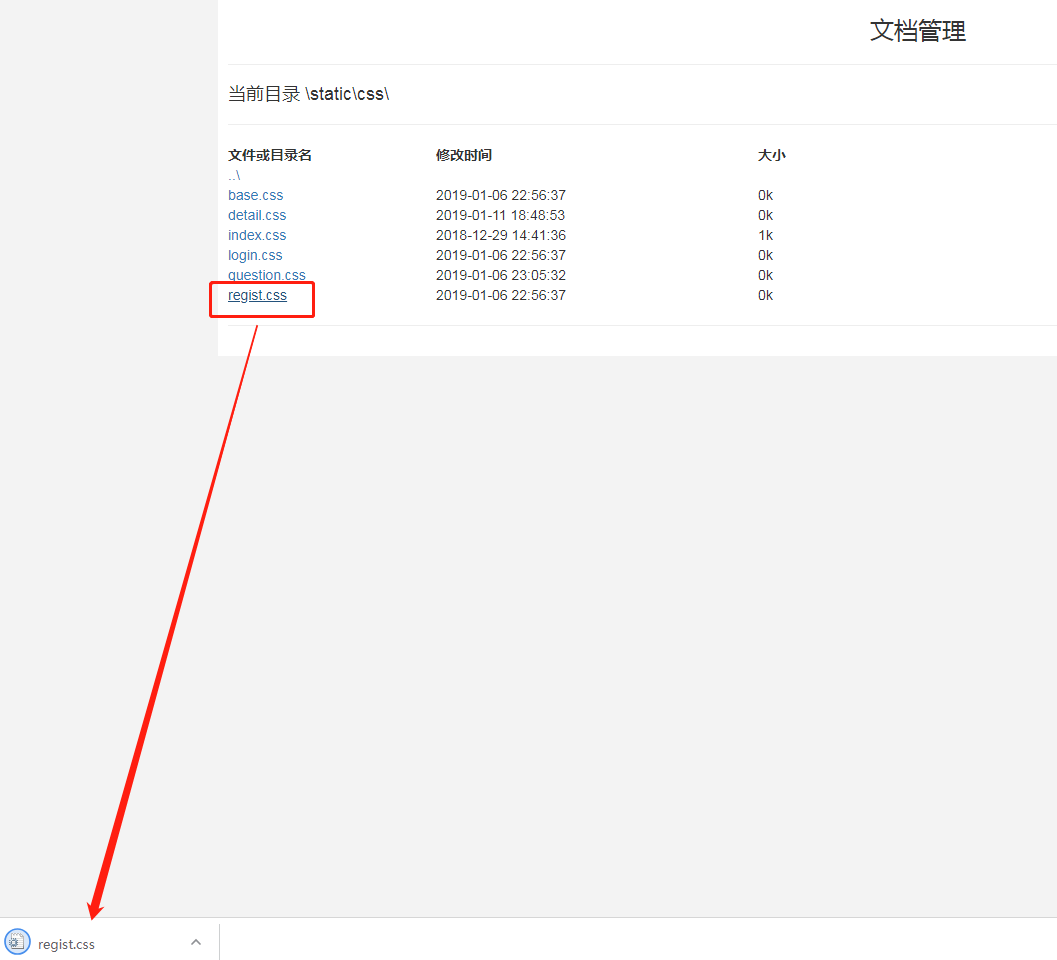 文档管理
当前目录 \static\css\
文件或目录名 修改时间 大小
..\
base.css 2019-01-06 22:56:37 0k
detail.css 2019-01-11 18:48:53 0k
index.css 2018-12-29 14:41:36 1k
login.css 2019-01-06 22:56:37 0k
question.css 2019-01-06 23:05:32 0k
regist.css 2019-01-06 22:56:37 0k
regist.css